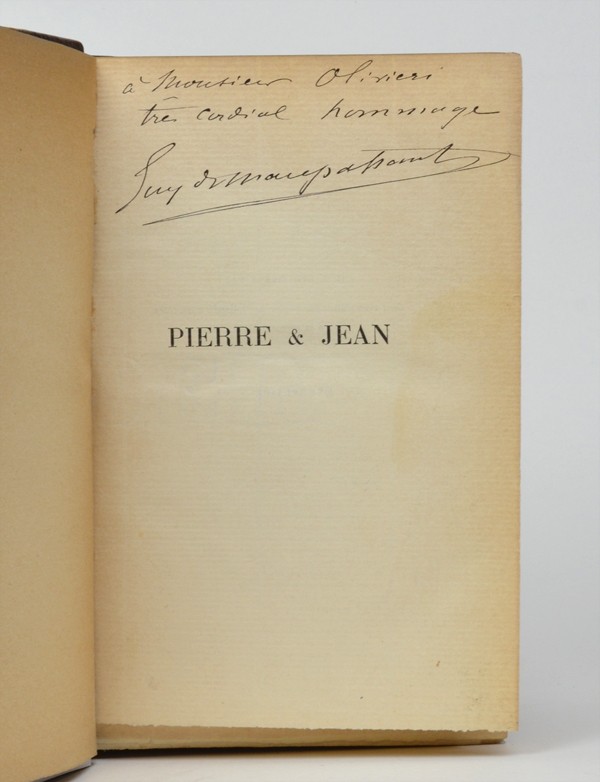 à Monsieur Olivieri
très cordial hommage
Guy de Maupassant
PIERRE & JEAN